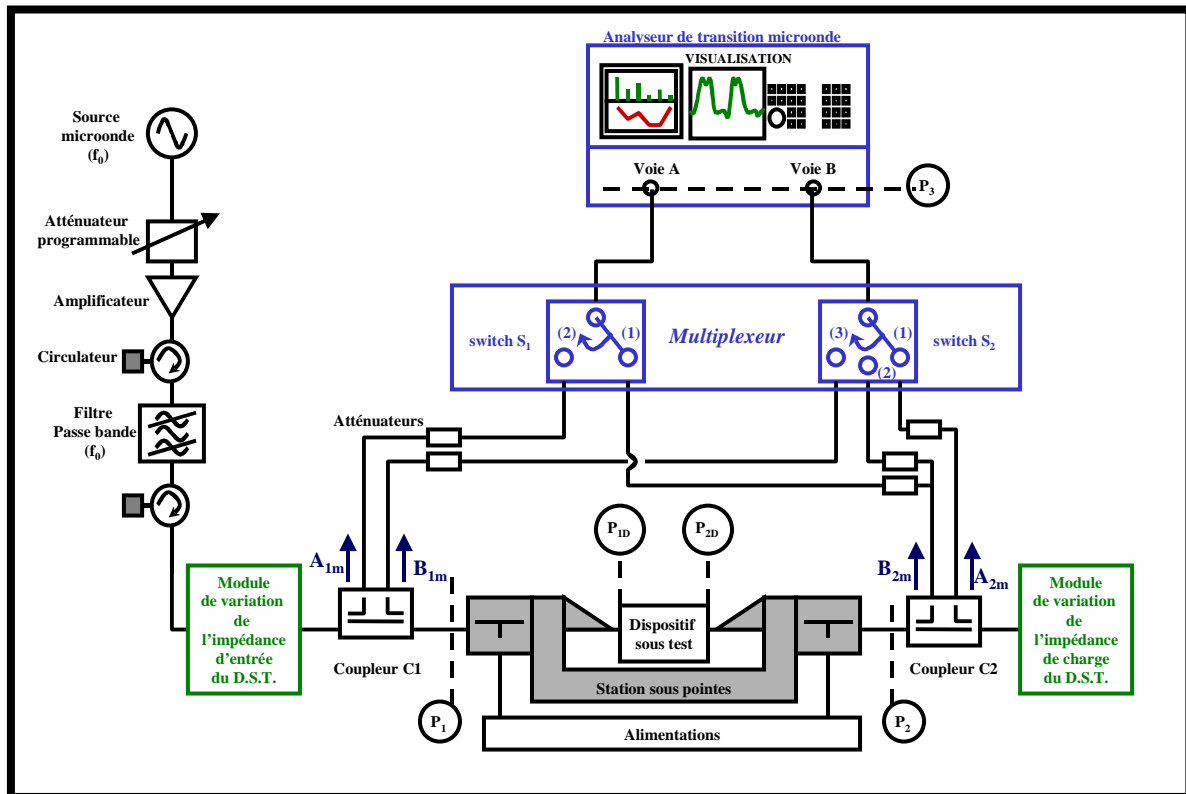 Analyseur de transition microonde
VISUALISATION
Voie A
Voie B
P3
Source
microonde
(f0)
Atténuateur
programmable
Amplificateur
Circulateur
Filtre
Passe bande
(f0)
switch S1
(2)
(1)
Multiplexeur
(3)
(1)
(2)
switch S2
Atténuateurs
P1D
P2D
A1m
B1m
B2m
A2m
Module
de variation
de
l'impédance
d'entrée
du D.S.T.
Coupleur C1
Dispositif
sous test
Station sous pointes
Coupleur C2
Module
de variation
de
l'impédance
de charge
du D.S.T.
P1
Alimentations
P2